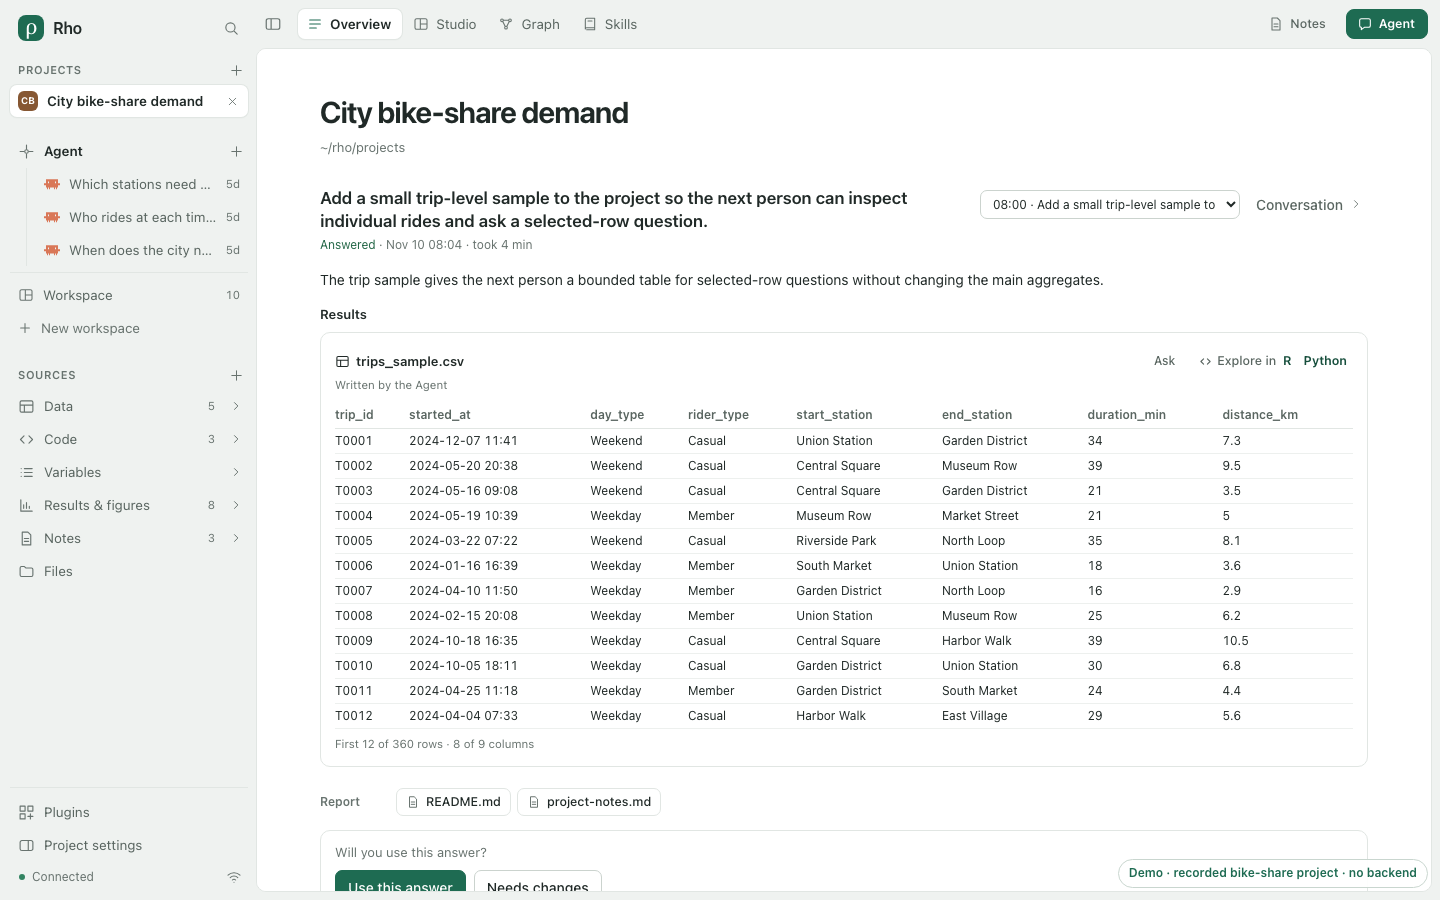 ρ Rho
PROJECTS
CB City bike-share demand
Agent
Which stations need ... 5d
Who rides at each tim... 5d
When does the city n... 5d
Workspace 10
New workspace
SOURCES
Data 5
Code 3
Variables
Results & figures 8
Notes 3
Files
Plugins
Project settings
Connected
Overview Studio Graph Skills Notes Agent
City bike-share demand
~/rho/projects
Add a small trip-level sample to the project so the next person can inspect
individual rides and ask a selected-row question.
08:00 · Add a small trip-level sample to
Conversation
Answered · Nov 10 08:04 · took 4 min
The trip sample gives the next person a bounded table for selected-row questions without changing the main aggregates.
Results
trips_sample.csv Ask Explore in R Python
Written by the Agent
trip_id started_at day_type rider_type start_station end_station duration_min distance_km
T0001 2024-12-07 11:41 Weekend Casual Union Station Garden District 34 7.3
T0002 2024-05-20 20:38 Weekend Casual Central Square Museum Row 39 9.5
T0003 2024-05-16 09:08 Weekend Casual Central Square Garden District 21 3.5
T0004 2024-05-19 10:39 Weekday Member Museum Row Market Street 21 5
T0005 2024-03-22 07:22 Weekend Casual Riverside Park North Loop 35 8.1
T0006 2024-01-16 16:39 Weekday Member South Market Union Station 18 3.6
T0007 2024-04-10 11:50 Weekday Member Garden District North Loop 16 2.9
T0008 2024-02-15 20:08 Weekday Member Union Station Museum Row 25 6.2
T0009 2024-10-18 16:35 Weekday Casual Central Square Harbor Walk 39 10.5
T0010 2024-10-05 18:11 Weekday Casual Garden District Union Station 30 6.8
T0011 2024-04-25 11:18 Weekday Member Garden District South Market 24 4.4
T0012 2024-04-04 07:33 Weekday Casual Harbor Walk East Village 29 5.6
First 12 of 360 rows · 8 of 9 columns
Report README.md project-notes.md
Will you use this answer?
Use this answer Needs changes
Demo · recorded bike-share project · no backend